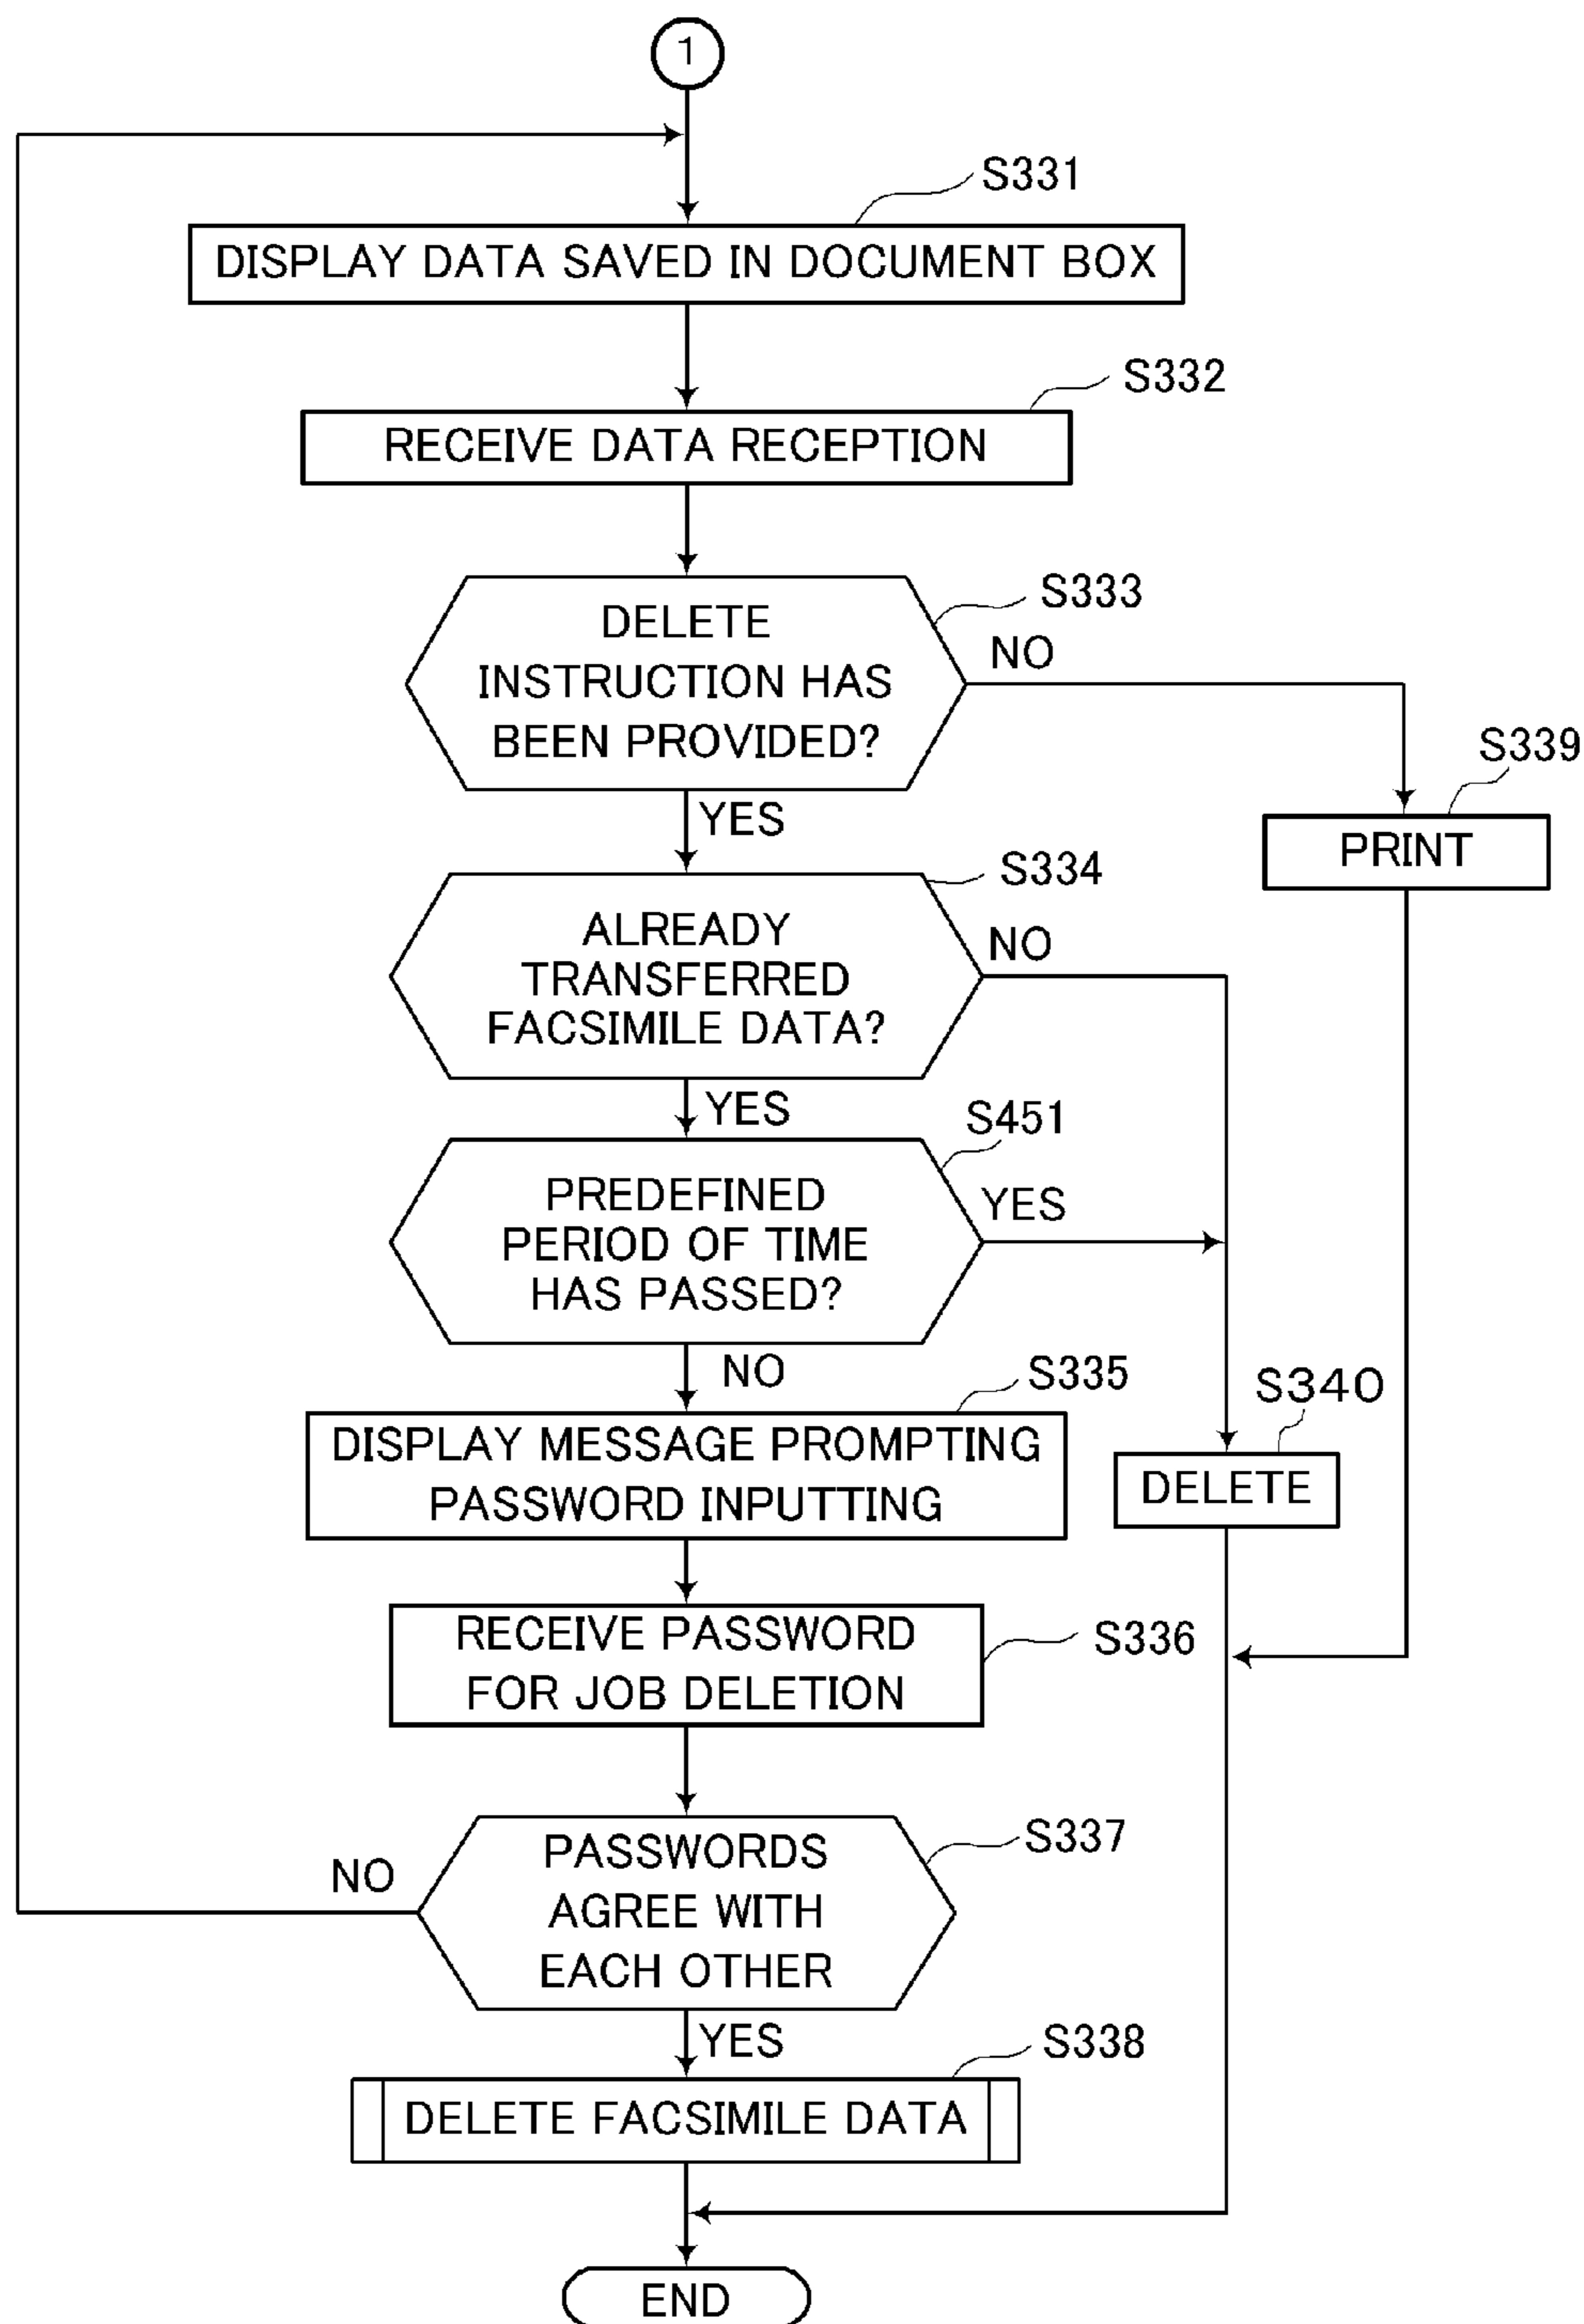 1
S331
DISPLAY DATA SAVED IN DOCUMENT BOX
S332
RECEIVE DATA RECEPTION
S333
DELETE
INSTRUCTION HAS
BEEN PROVIDED?
NO
YES
S339
PRINT
S334
ALREADY
TRANSFERRED
FACSIMILE DATA?
NO
YES
S451
PREDEFINED
PERIOD OF TIME
HAS PASSED?
YES
NO
S335
DISPLAY MESSAGE PROMPTING
PASSWORD INPUTTING
S340
DELETE
RECEIVE PASSWORD
FOR JOB DELETION
S336
S337
PASSWORDS
AGREE WITH
EACH OTHER
NO
YES
S338
DELETE FACSIMILE DATA
END